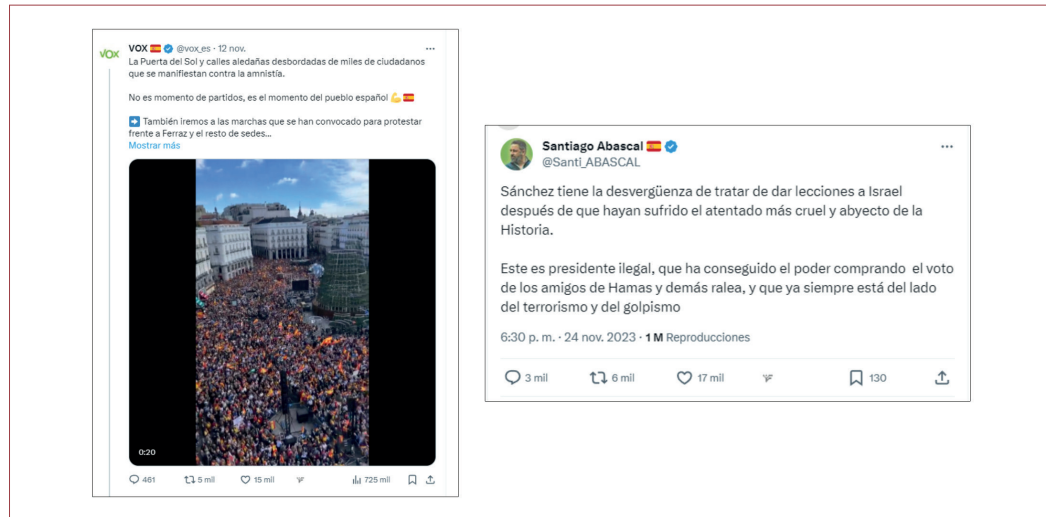 VOX
VOX 🇪🇸 @vox_es · 12 nov.
La Puerta del Sol y calles aledañas desbordadas de miles de ciudadanos
que se manifiestan contra la amnistía.
No es momento de partidos, es el momento del pueblo español 💪 🇪🇸
➡️ También iremos a las marchas que se han convocado para protestar
frente a Ferraz y el resto de sedes...
Mostrar más
0:20
461 5 mil 15 mil 725 mil
Santiago Abascal 🇪🇸
@Santi_ABASCAL
Sánchez tiene la desvergüenza de tratar de dar lecciones a Israel
después de que hayan sufrido el atentado más cruel y abyecto de la
Historia.
Este es presidente ilegal, que ha conseguido el poder comprando el voto
de los amigos de Hamas y demás ralea, y que ya siempre está del lado
del terrorismo y del golpismo
6:30 p. m. · 24 nov. 2023 · 1 M Reproducciones
3 mil 6 mil 17 mil 130